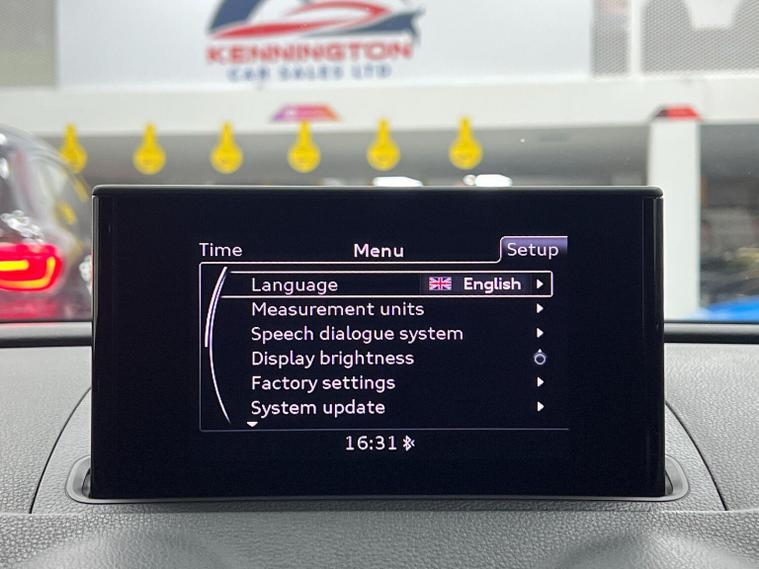 KENNINGTON
CAR SALES LTD
Time Menu Setup
Language English
Measurement units
Speech dialogue system
Display brightness
Factory settings
System update
16:31